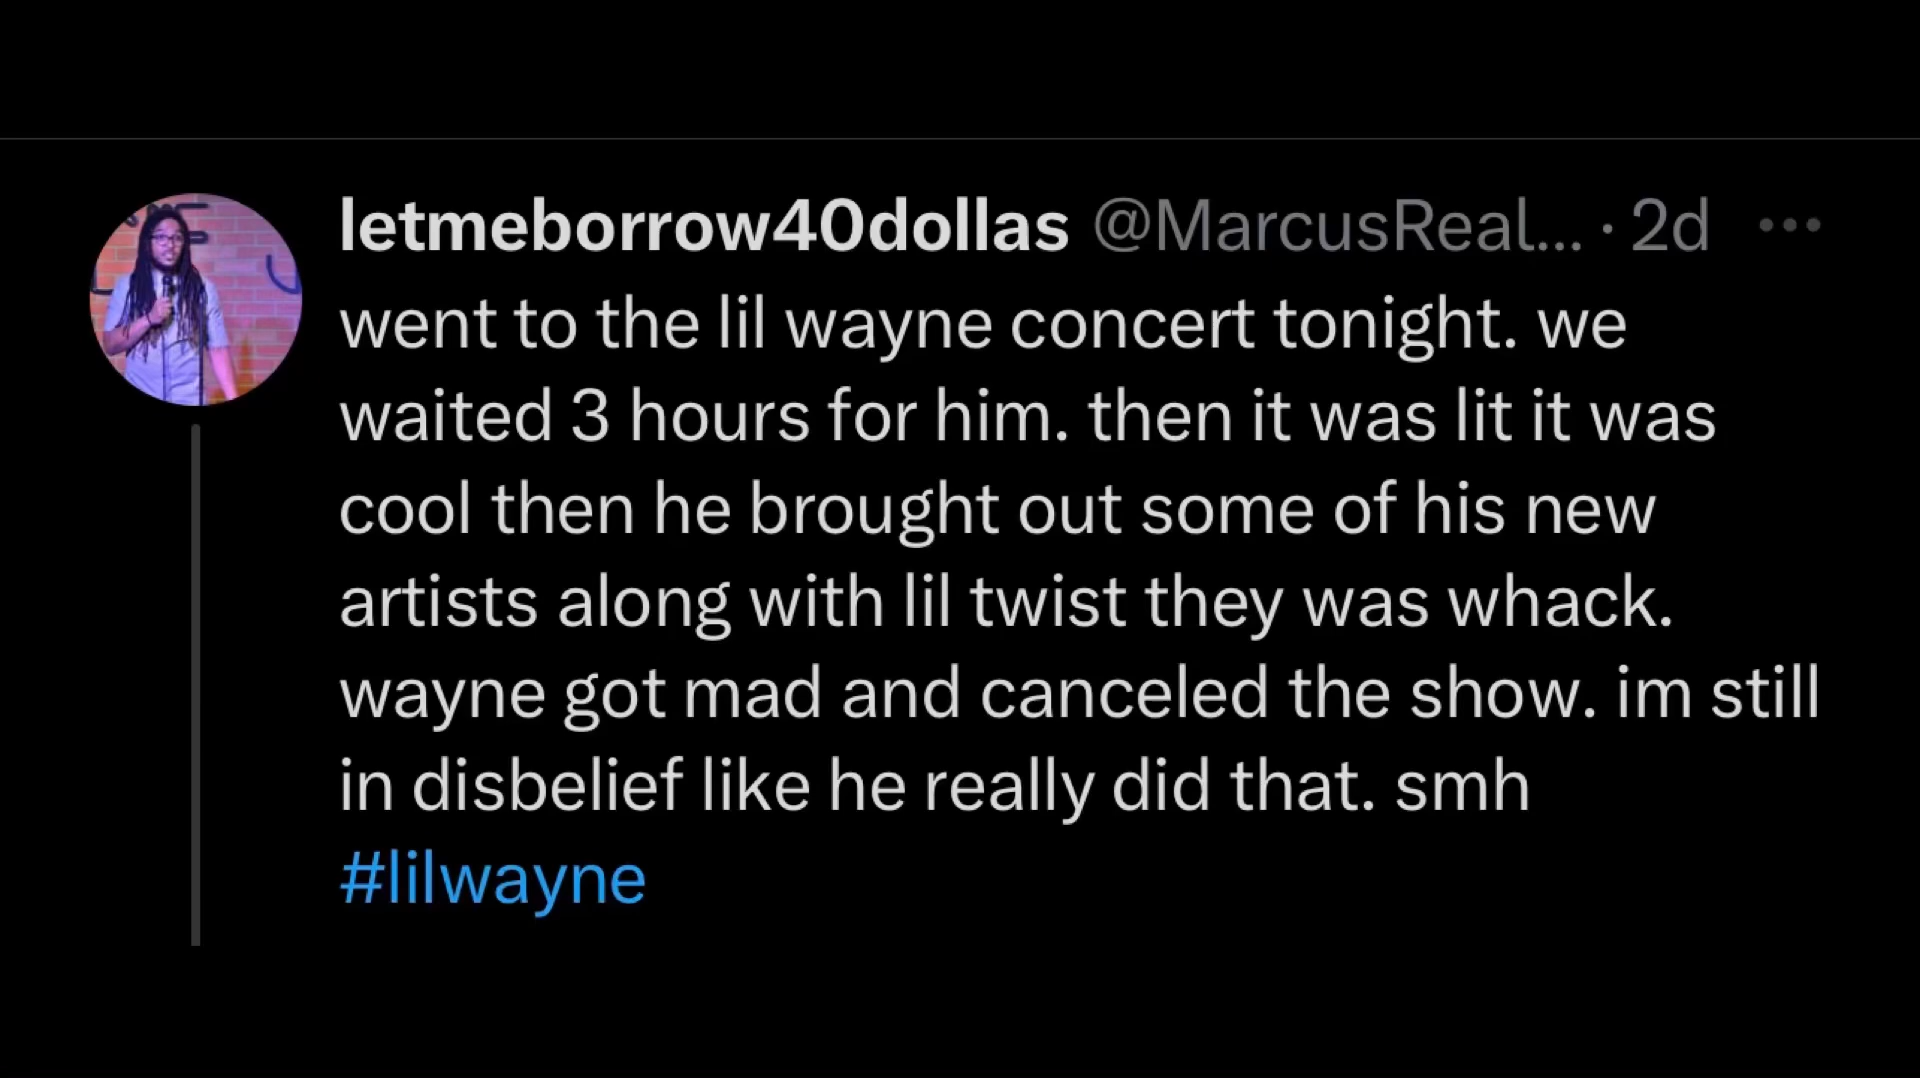 letmeborrow40dollas @MarcusReal... · 2d
went to the lil wayne concert tonight. we
waited 3 hours for him. then it was lit it was
cool then he brought out some of his new
artists along with lil twist they was whack.
wayne got mad and canceled the show. im still
in disbelief like he really did that. smh
#lilwayne